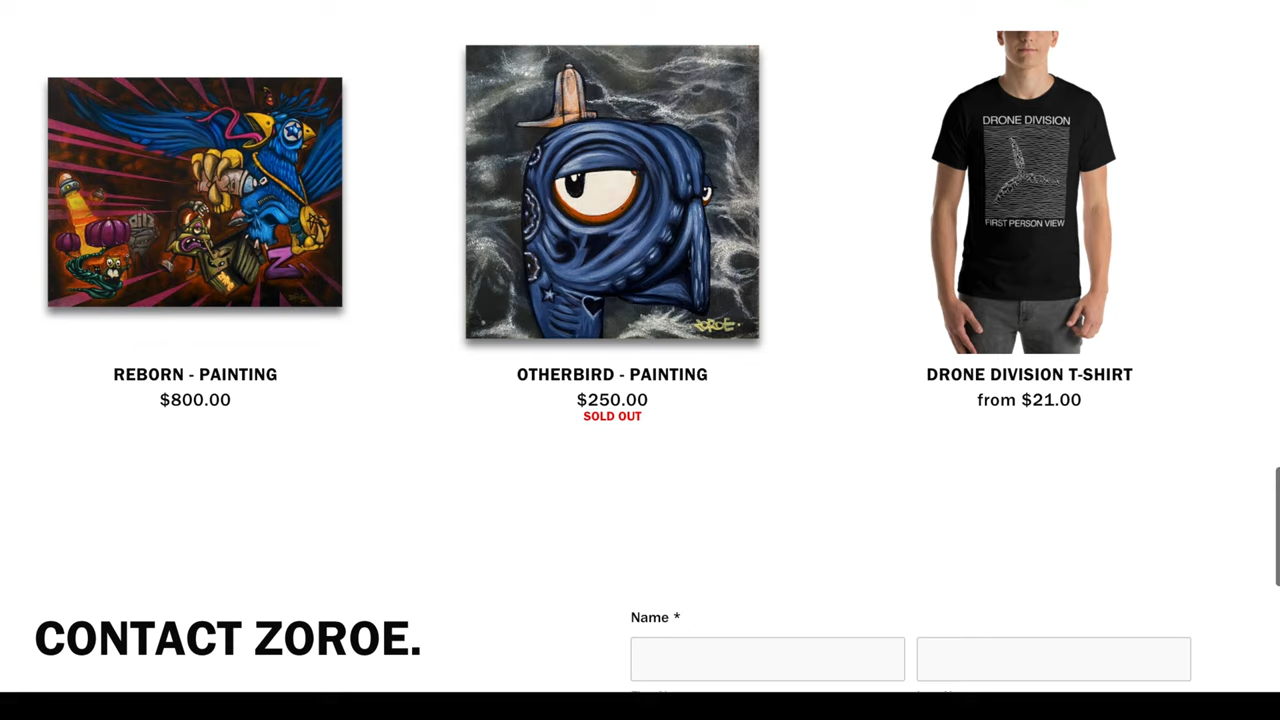 DRONE DIVISION
FIRST PERSON VIEW
ZOROE.
REBORN - PAINTING
$800.00
OTHERBIRD - PAINTING
$250.00
SOLD OUT
DRONE DIVISION T-SHIRT
from $21.00
CONTACT ZOROE.
Name *